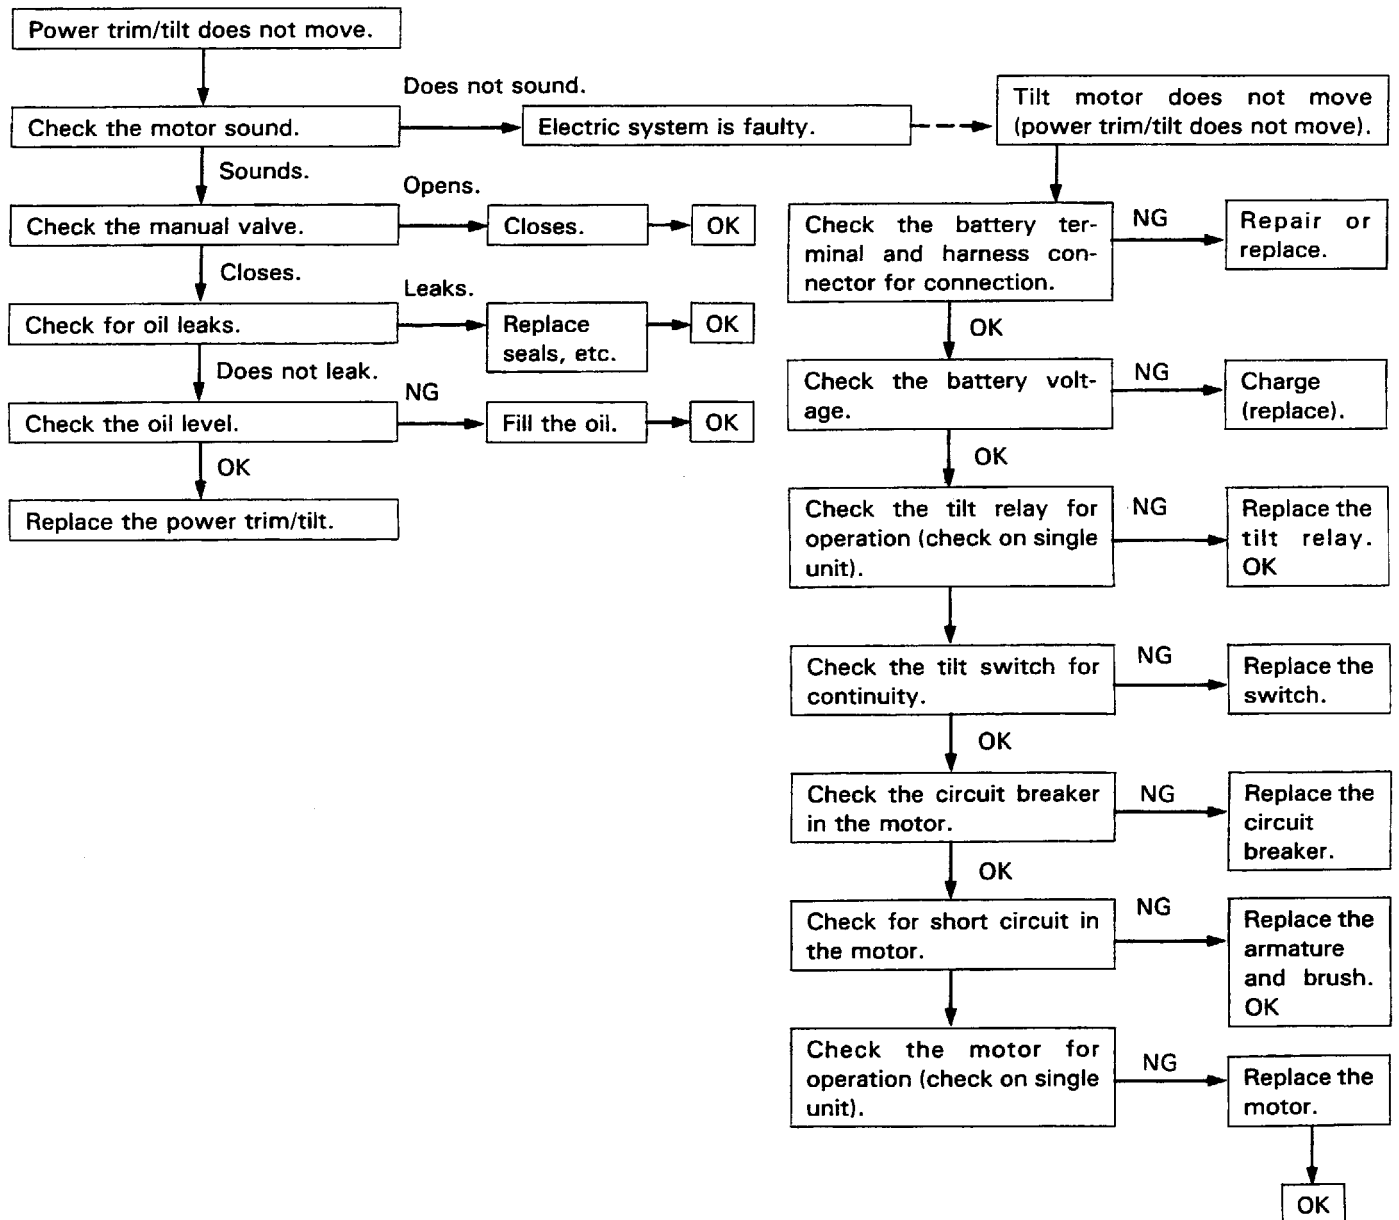 Power trim/tilt does not move.
Does not sound.
Check the motor sound.
Electric system is faulty.
Tilt motor does not move
(power trim/tilt does not move).
Sounds.
Opens.
Check the manual valve.
Closes.
OK
Closes.
Leaks.
Check for oil leaks.
Replace
seals, etc.
OK
Does not leak.
NG
Check the oil level.
Fill the oil.
OK
OK
Replace the power trim/tilt.
Check the battery ter-
minal and harness con-
nector for connection.
NG
Repair or
replace.
OK
Check the battery volt-
age.
NG
Charge
(replace).
OK
Check the tilt relay for
operation (check on single
unit).
NG
Replace the
tilt relay.
OK
Check the tilt switch for
continuity.
NG
Replace the
switch.
OK
Check the circuit breaker
in the motor.
NG
Replace the
circuit
breaker.
OK
Check for short circuit in
the motor.
NG
Replace the
armature
and brush.
OK
Check the motor for
operation (check on single
unit).
NG
Replace the
motor.
OK